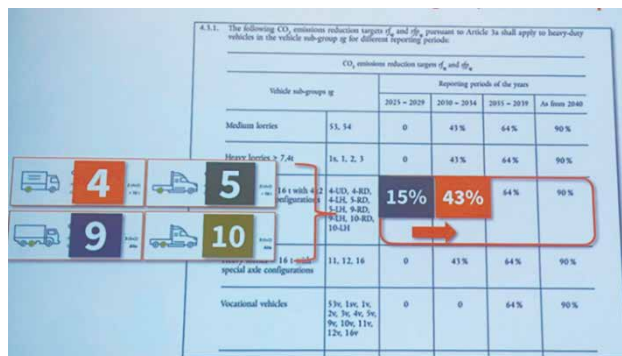 4.3.1. The following CO₂ emissions reduction targets rfₛg and rfpₛg pursuant to Article 3a shall apply to heavy-duty
vehicles in the vehicle sub-group sg for different reporting periods:
CO₂ emissions reduction targets rfₛg and rfpₛg
Vehicle sub-groups sg
Reporting periods of the years
2025 – 2029 2030 – 2034 2035 – 2039 As from 2040
Medium lorries 53, 54 0 43 % 64 % 90 %
Heavy lorries > 7,4t 1s, 1, 2, 3 0 43 % 64 % 90 %
4 5
9 10
16 t with 4x2
configurations
4-UD, 4-RD,
4-LH, 5-RD,
5-LH, 9-RD,
9-LH, 10-RD,
10-LH
15% 43% 64 % 90 %
16 t with
special axle configurations
11, 12, 16 0 43 % 64 % 90 %
Vocational vehicles
53v, 1sv, 1v,
2v, 3v, 4v, 5v,
9v, 10v, 11v,
12v, 16v
0 0 64 % 90 %